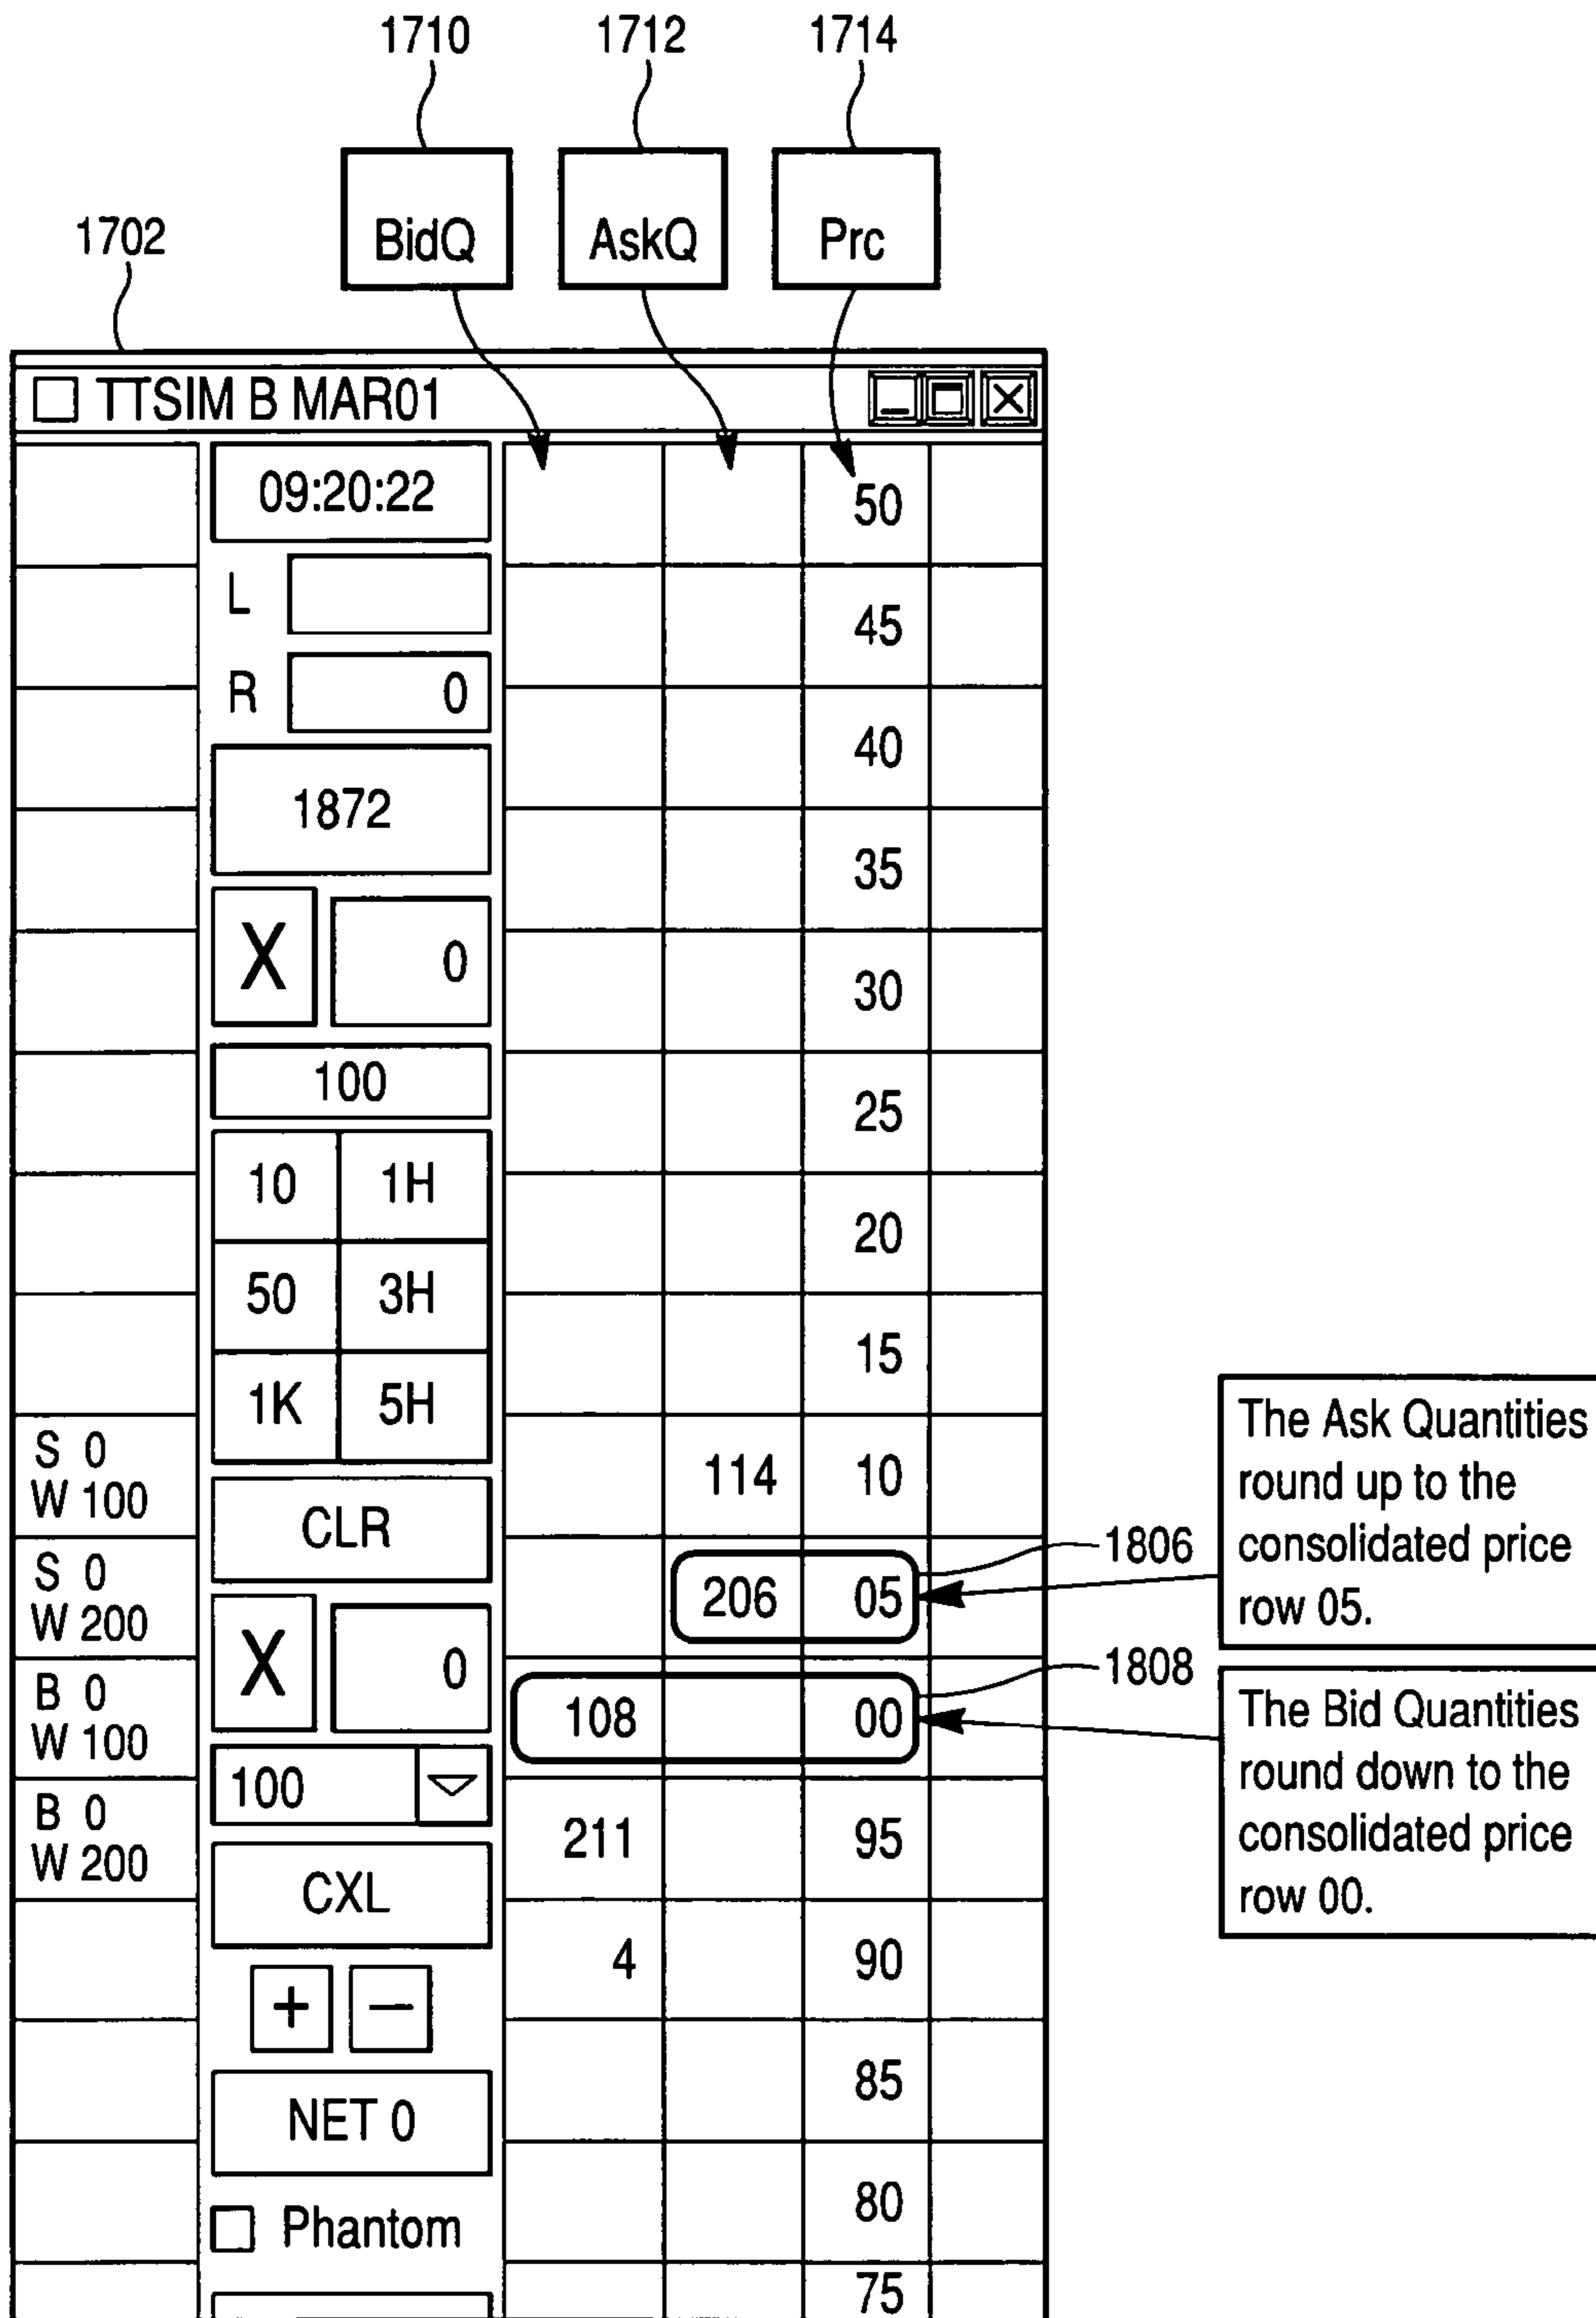 1710 1712 1714
1702 BidQ AskQ Prc
TTSIM B MAR01
09:20:22 50
L 45
R 0
40
1872
35
X 0
30
100
25
10 1H
20
50 3H
15
1K 5H
S 0
W 100
114 10
CLR
S 0
W 200
206 05 1806
The Ask Quantities
round up to the
consolidated price
row 05.
X 0
B 0
W 100
108 00 1808
The Bid Quantities
round down to the
consolidated price
row 00.
100
B 0
W 200
211 95
CXL
4 90
+ −
85
NET 0
80
Phantom
75